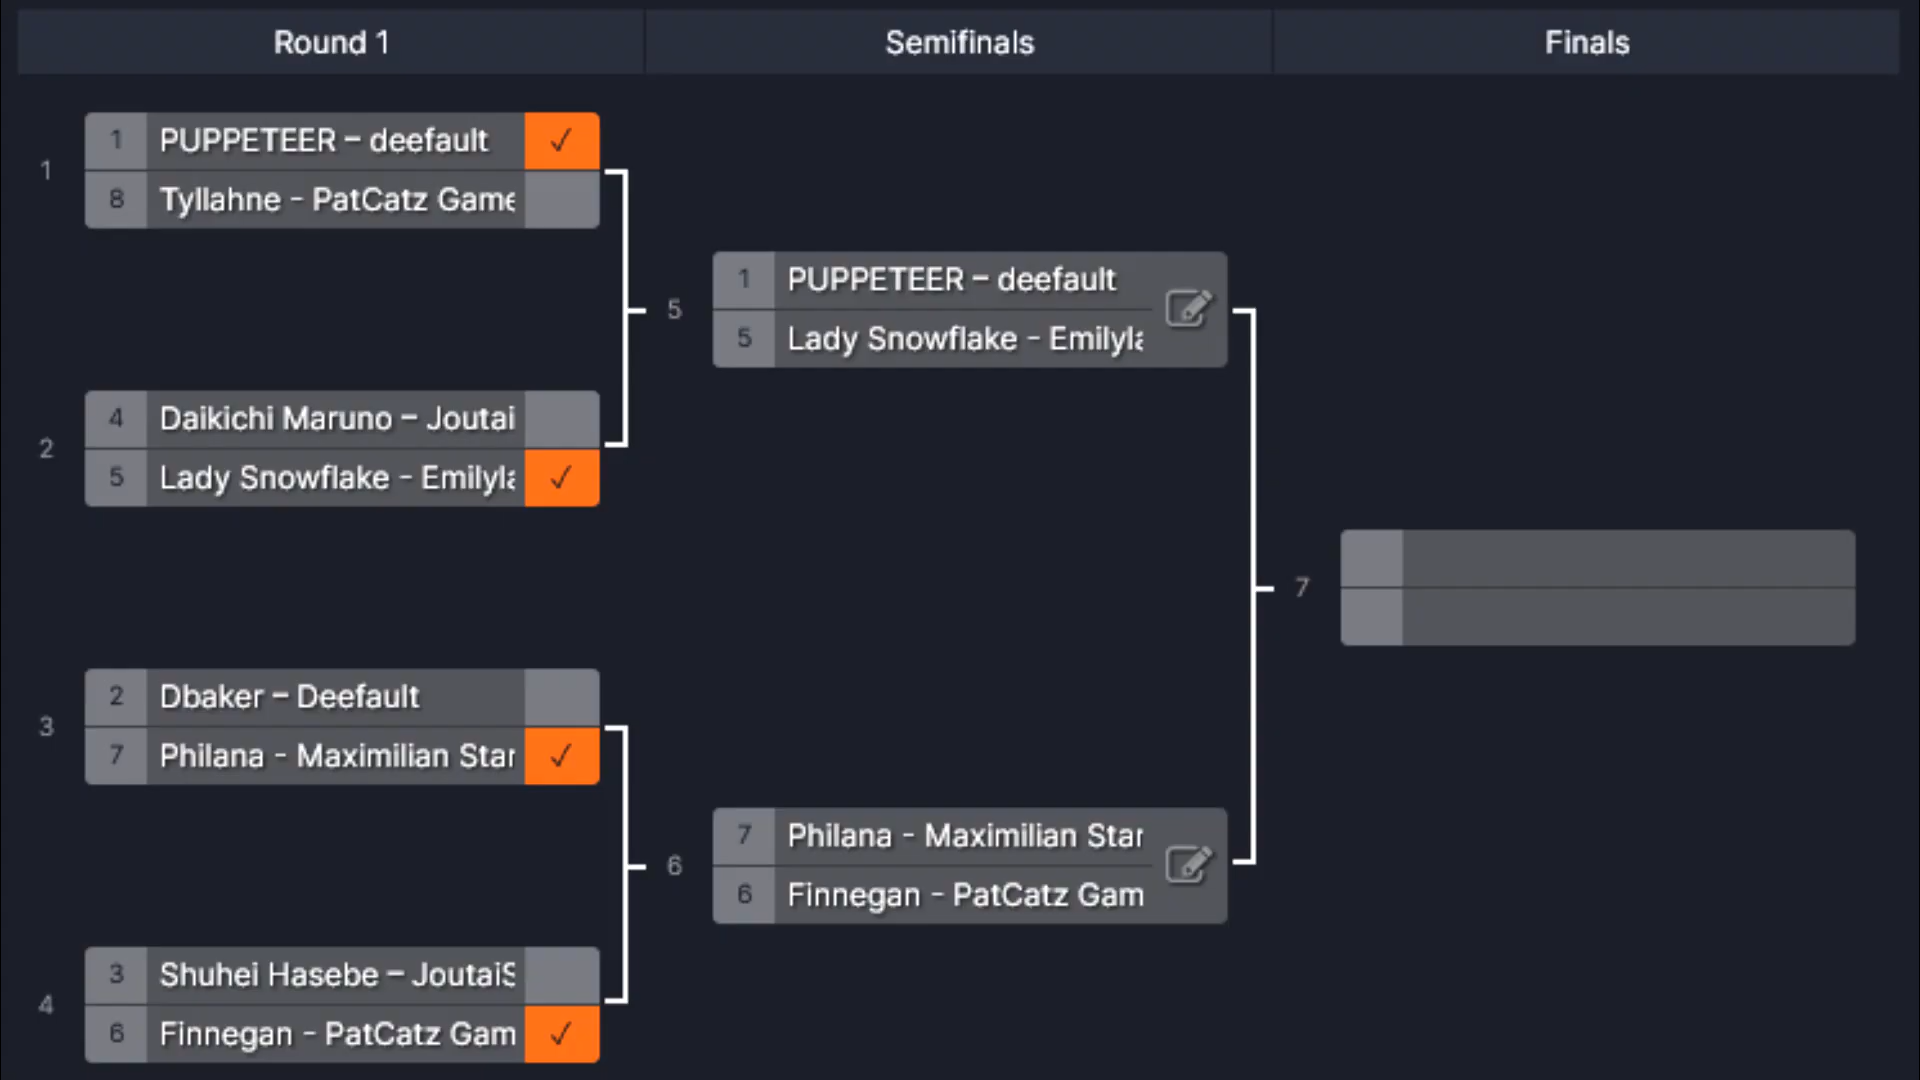 Round 1
Semifinals
Finals
1
1 PUPPETEER – deefault ✓
8 Tyllahne - PatCatz Game
2
4 Daikichi Maruno – Joutai
5 Lady Snowflake - Emilyla ✓
3
2 Dbaker – Deefault
7 Philana - Maximilian Star ✓
4
3 Shuhei Hasebe – JoutaiS
6 Finnegan - PatCatz Gam ✓
5
1 PUPPETEER – deefault
5 Lady Snowflake - Emilyla
6
7 Philana - Maximilian Star
6 Finnegan - PatCatz Gam
7